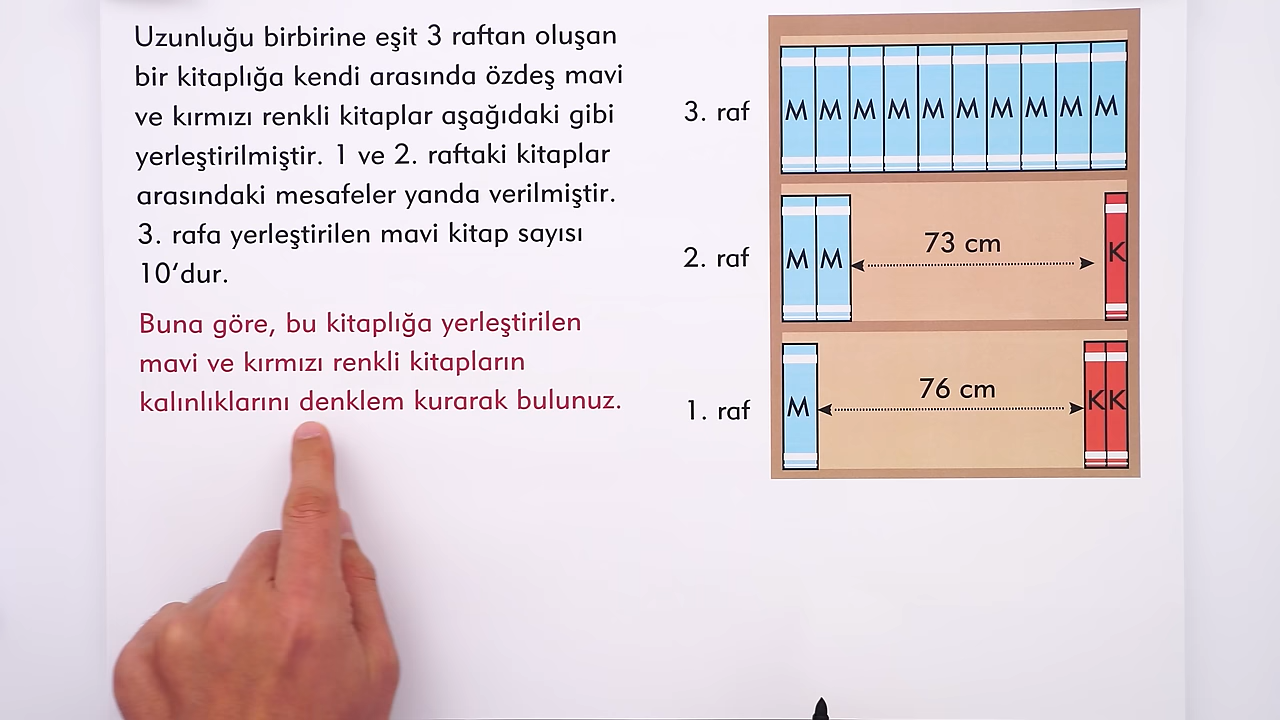 Uzunluğu birbirine eşit 3 raftan oluşan
bir kitaplığa kendi arasında özdeş mavi
ve kırmızı renkli kitaplar aşağıdaki gibi
yerleştirilmiştir. 1 ve 2. raftaki kitaplar
arasındaki mesafeler yanda verilmiştir.
3. rafa yerleştirilen mavi kitap sayısı
10'dur.
Buna göre, bu kitaplığa yerleştirilen
mavi ve kırmızı renkli kitapların
kalınlıklarını denklem kurarak bulunuz.
3. raf M M M M M M M M M M
2. raf M M 73 cm K
1. raf M 76 cm K K